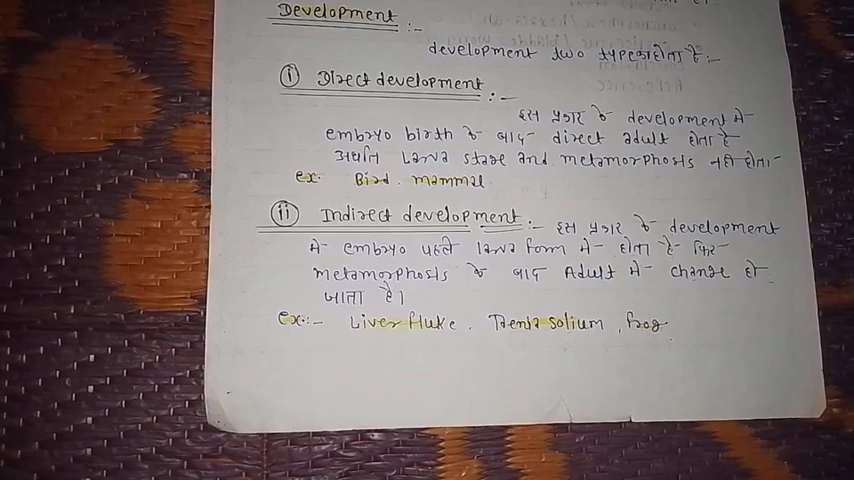 Development :-
development two typeका होता है :-
(i) Direct development :-
इस प्रकार के development मे
embryo birth के बाद direct adult होता है
अर्थात Larva stage and metamorphosis नही होता-
ex: Bird. mammal
(ii) Indirect development :- इस प्रकार के development
मे embryo पहले larva form मे होता है फिर
metamorphosis के बाद Adult मे change हो
जाता है।
ex:- Liver fluke. Taenia solium, frog